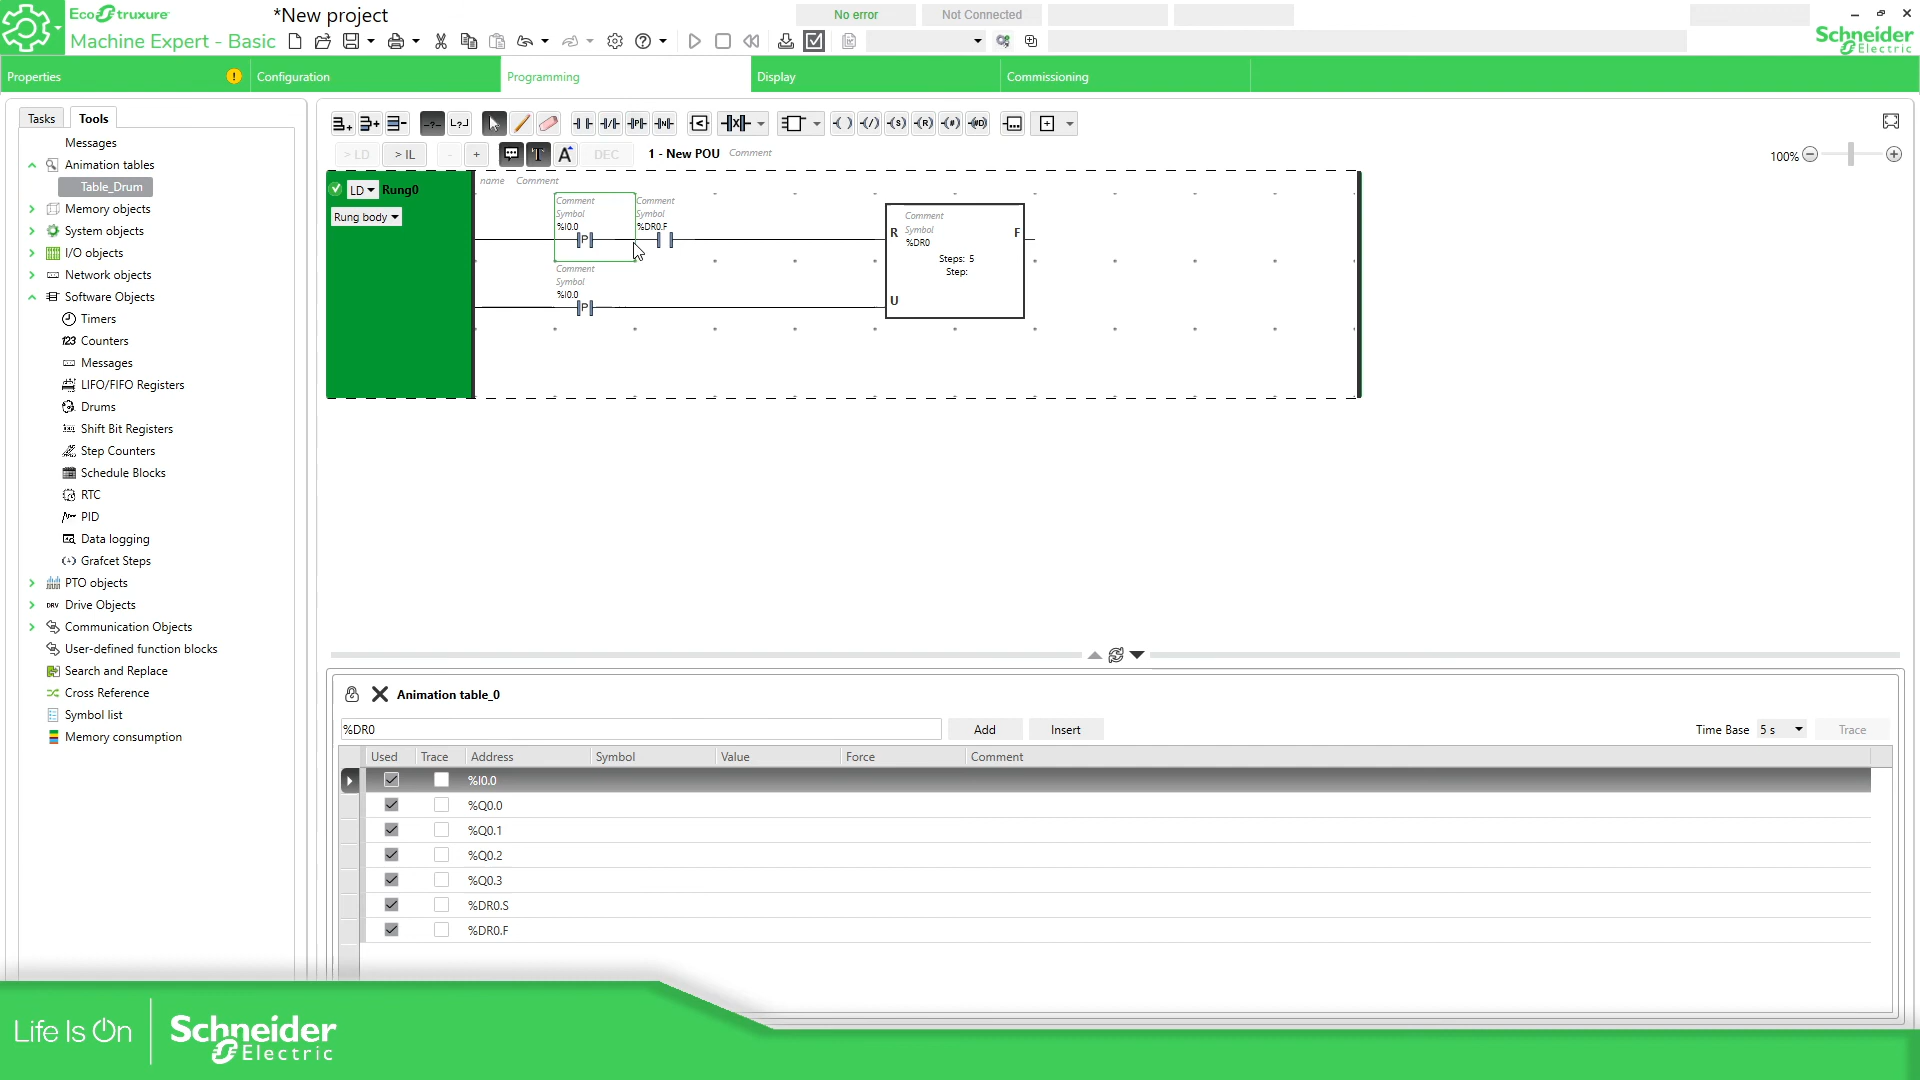 EcoStruxure
*New project
No error
Not Connected
Machine Expert - Basic
Schneider Electric
Properties
Configuration
Programming
Display
Commissioning
Tasks
Tools
Messages
Animation tables
Table_Drum
Memory objects
System objects
I/O objects
Network objects
Software Objects
Timers
Counters
Messages
LIFO/FIFO Registers
Drums
Shift Bit Registers
Step Counters
Schedule Blocks
RTC
PID
Data logging
Grafcet Steps
PTO objects
Drive Objects
Communication Objects
User-defined function blocks
Search and Replace
Cross Reference
Symbol list
Memory consumption
> LD
> IL
-
+
DEC
1 - New POU
Comment
100%
LD
Rung0
name
Comment
Rung body
Comment
Symbol
%I0.0
P
Comment
Symbol
%DR0.F
Comment
Symbol
%DR0
R
F
Steps: 5
Step:
U
Comment
Symbol
%I0.0
P
Animation table_0
%DR0
Add
Insert
Time Base
5 s
Trace
Used
Trace
Address
Symbol
Value
Force
Comment
%I0.0
%Q0.0
%Q0.1
%Q0.2
%Q0.3
%DR0.S
%DR0.F
Life Is On
Schneider
Electric